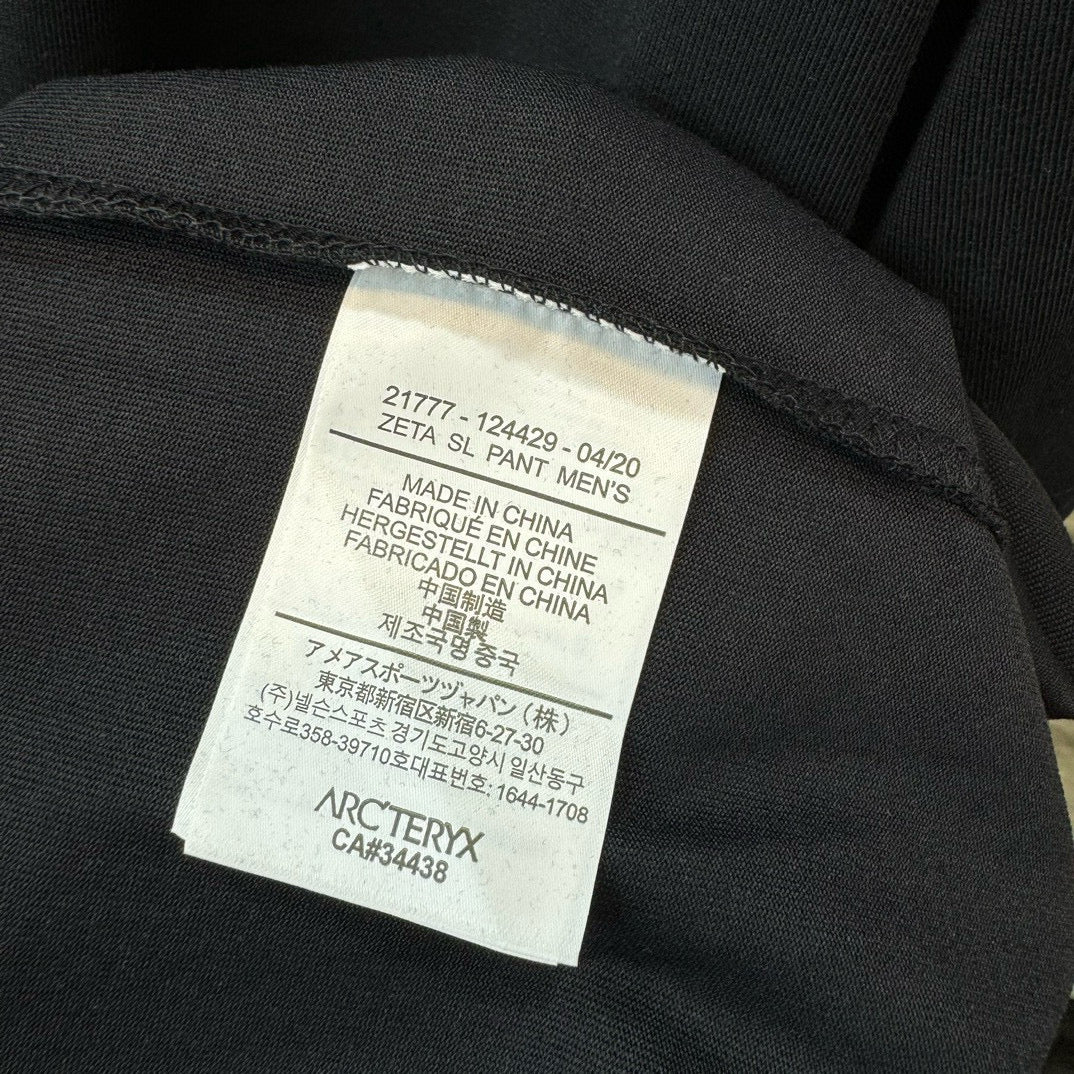 21777 - 124429 - 04/20
ZETA SL PANT MEN'S
MADE IN CHINA
FABRIQUÉ EN CHINE
HERGESTELLT IN CHINA
FABRICADO EN CHINA
中国制造
中国製
제조국명 중국
アメアスポーツヅャパン (株)
東京都新宿区新宿6-27-30
(주)넬슨스포츠 경기도고양시 일산동구
호수로358-39710호대표번호: 1644-1708
ARC'TERYX
CA#34438